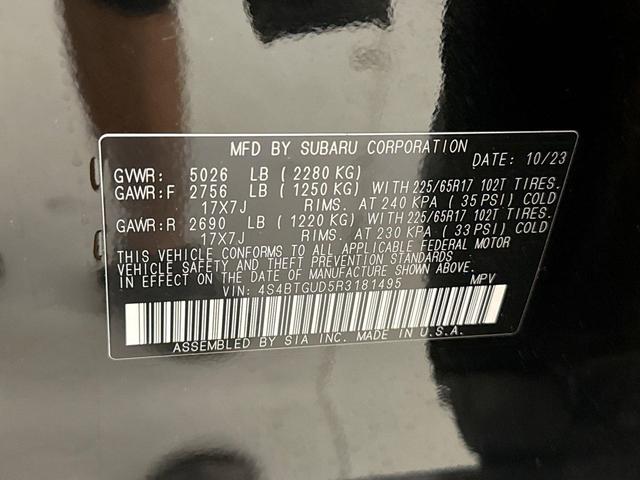 MFD BY SUBARU CORPORATION
DATE: 10/23
GVWR: 5026 LB (2280 KG)
GAWR:F 2756 LB (1250 KG) WITH 225/65R17 102T TIRES.
17X7J RIMS. AT 240 KPA (35 PSI) COLD
GAWR:R 2690 LB (1220 KG) WITH 225/65R17 102T TIRES.
17X7J RIMS. AT 230 KPA (33 PSI) COLD
THIS VEHICLE CONFORMS TO ALL APPLICABLE FEDERAL MOTOR
VEHICLE SAFETY AND THEFT PREVENTION STANDARDS
IN EFFECT ON THE DATE OF MANUFACTURE SHOWN ABOVE.
VIN: 4S4BTGUD5R3181495 MPV
ASSEMBLED BY SIA INC. MADE IN U.S.A.